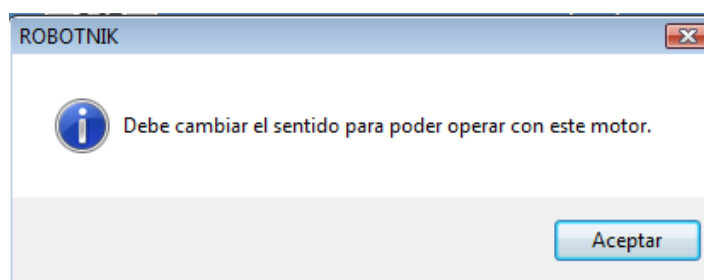 ROBOTNIK
Debe cambiar el sentido para poder operar con este motor.
Aceptar